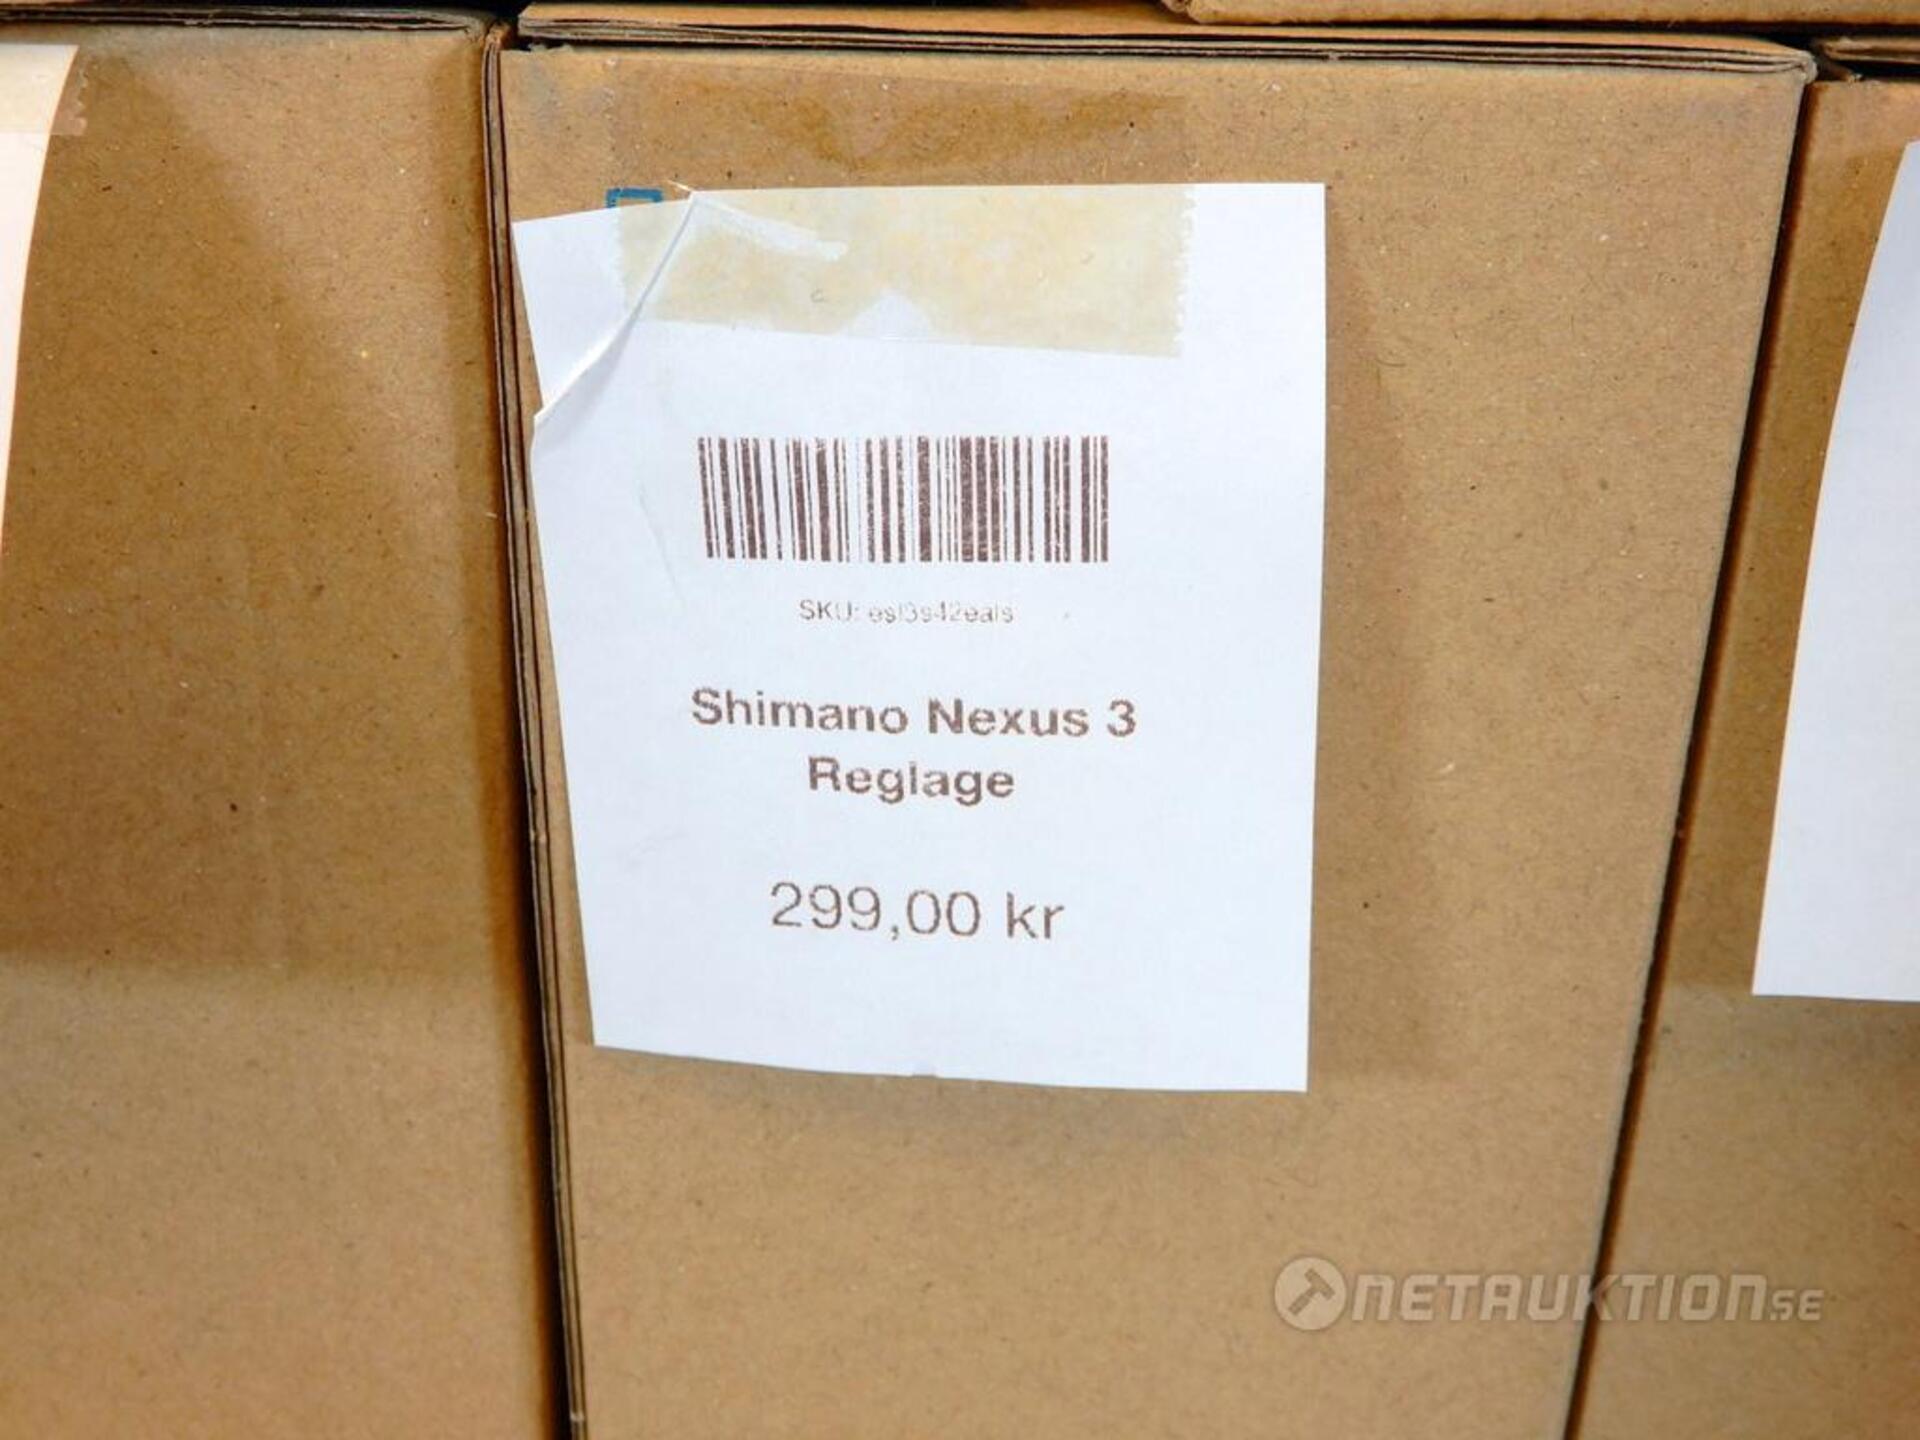 SKU: esl3s42eals
Shimano Nexus 3
Reglage
299,00 kr
NETAUKTION.SE